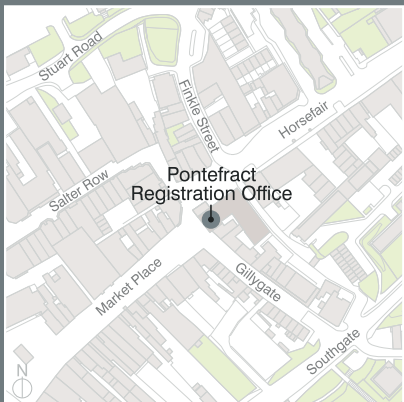 Stuart Road
Finkle Street
Horsefair
Pontefract
Registration Office
Salter Row
Market Place
Gillygate
Southgate
N